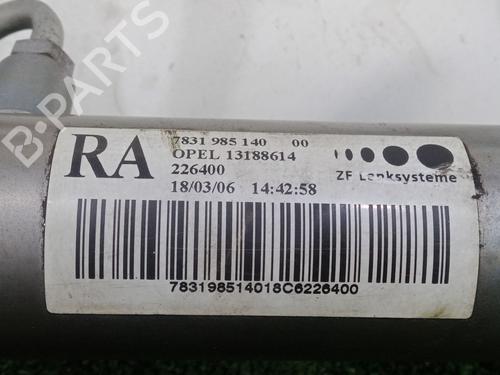 RA
7831 985 140 00
OPEL 13188614
226400
18/03/06 14:42:58
ZF Lenksysteme
783198514018C6226400
B-PARTS